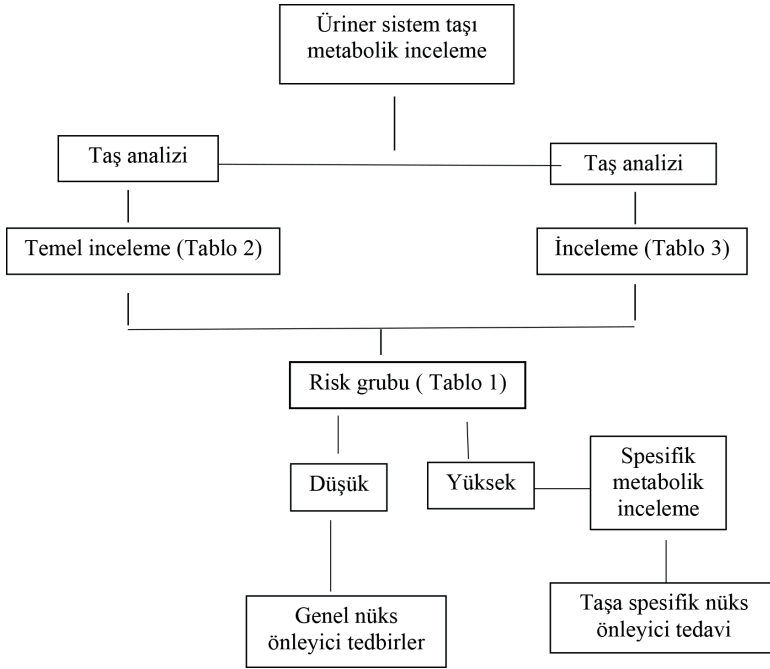 Üriner sistem taşı
metabolik inceleme
Taş analizi
Taş analizi
Temel inceleme (Tablo 2)
İnceleme (Tablo 3)
Risk grubu ( Tablo 1)
Düşük
Yüksek
Spesifik
metabolik
inceleme
Genel nüks
önleyici tedbirler
Taşa spesifik nüks
önleyici tedavi